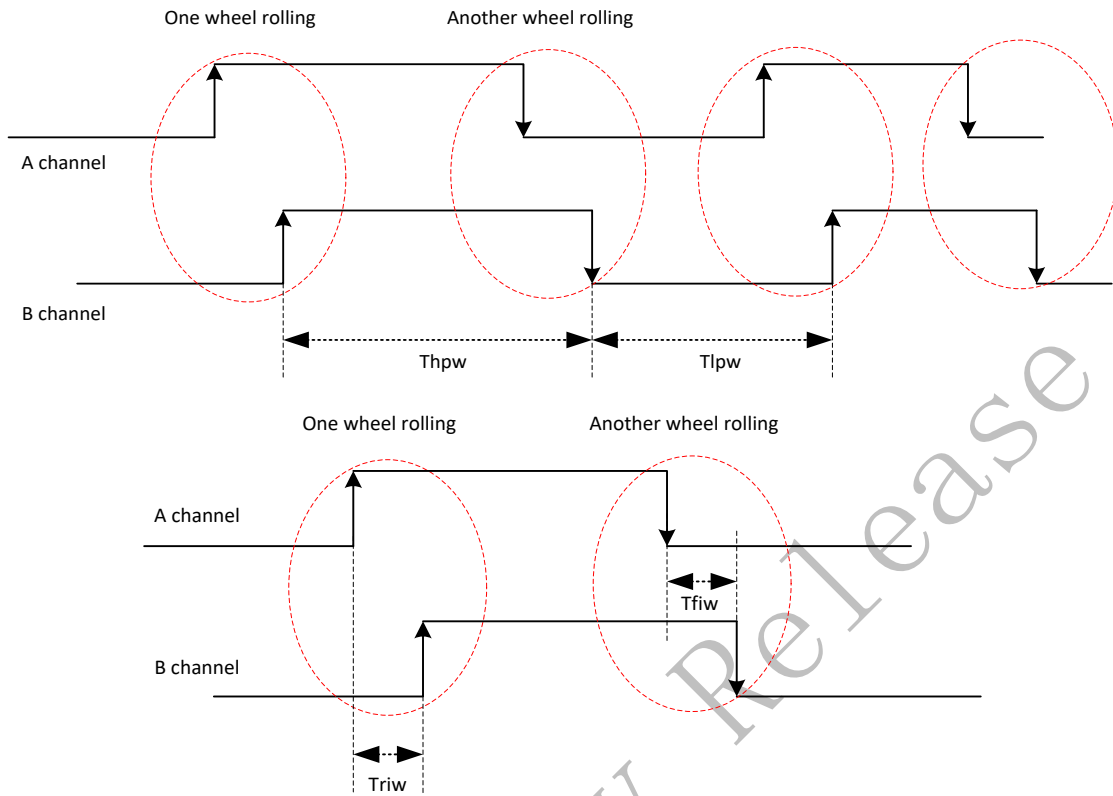 One wheel rolling
Another wheel rolling
A channel
B channel
Thpw
Tlpw
One wheel rolling
Another wheel rolling
A channel
Tfiw
B channel
Triw
Release